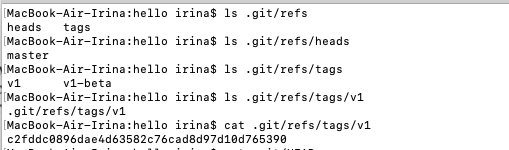 [MacBook-Air-Irina:hello irina$ ls .git/refs
heads   tags
[MacBook-Air-Irina:hello irina$ ls .git/refs/heads
master
[MacBook-Air-Irina:hello irina$ ls .git/refs/tags
v1      v1-beta
[MacBook-Air-Irina:hello irina$ ls .git/refs/tags/v1
.git/refs/tags/v1
[MacBook-Air-Irina:hello irina$ cat .git/refs/tags/v1
c2fddc0896dae4d63582c76cad8d97d10d765390